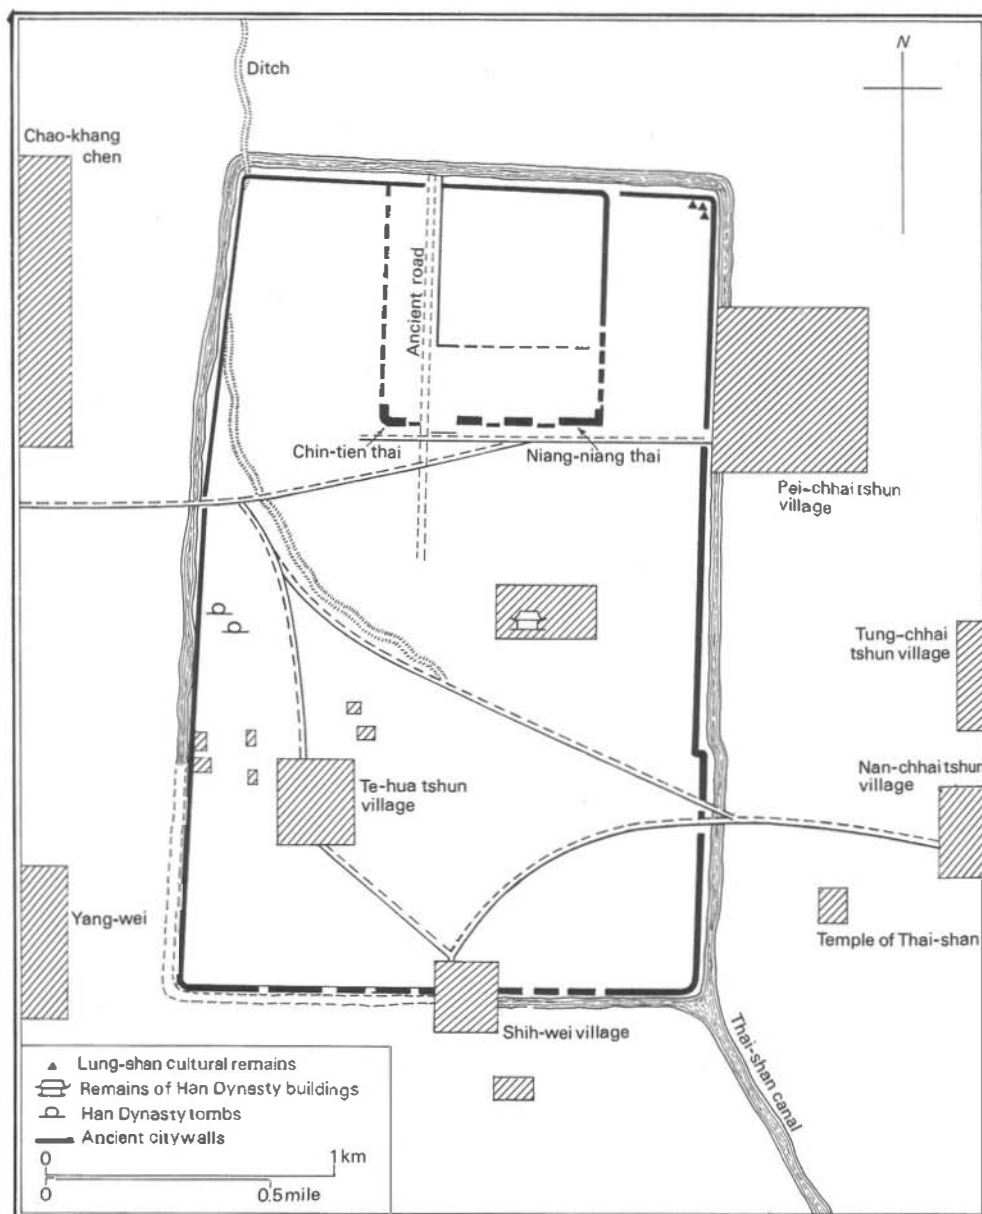 Ditch
N
Chao-khang
chen
Ancient road
Chin-tien thai
Niang-niang thai
Pei-chhai tshun
village
Tung-chhai
tshun village
Nan-chhai tshun
village
Te-hua tshun
village
Yang-wei
Temple of Thai-shan
Shih-wei village
Thai-shan canal
Lung-shan cultural remains
Remains of Han Dynasty buildings
Han Dynasty tombs
Ancient citywalls
0 1 km
0 0.5 mile